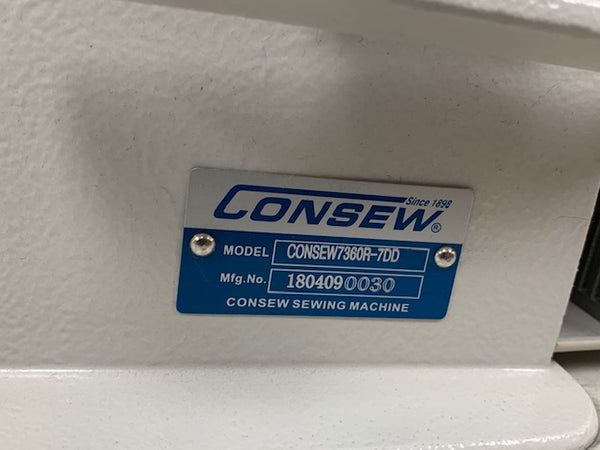 Since 1898
CONSEW®
MODEL CONSEW7360R-7DD
Mfg.No. 1804090030
CONSEW SEWING MACHINE